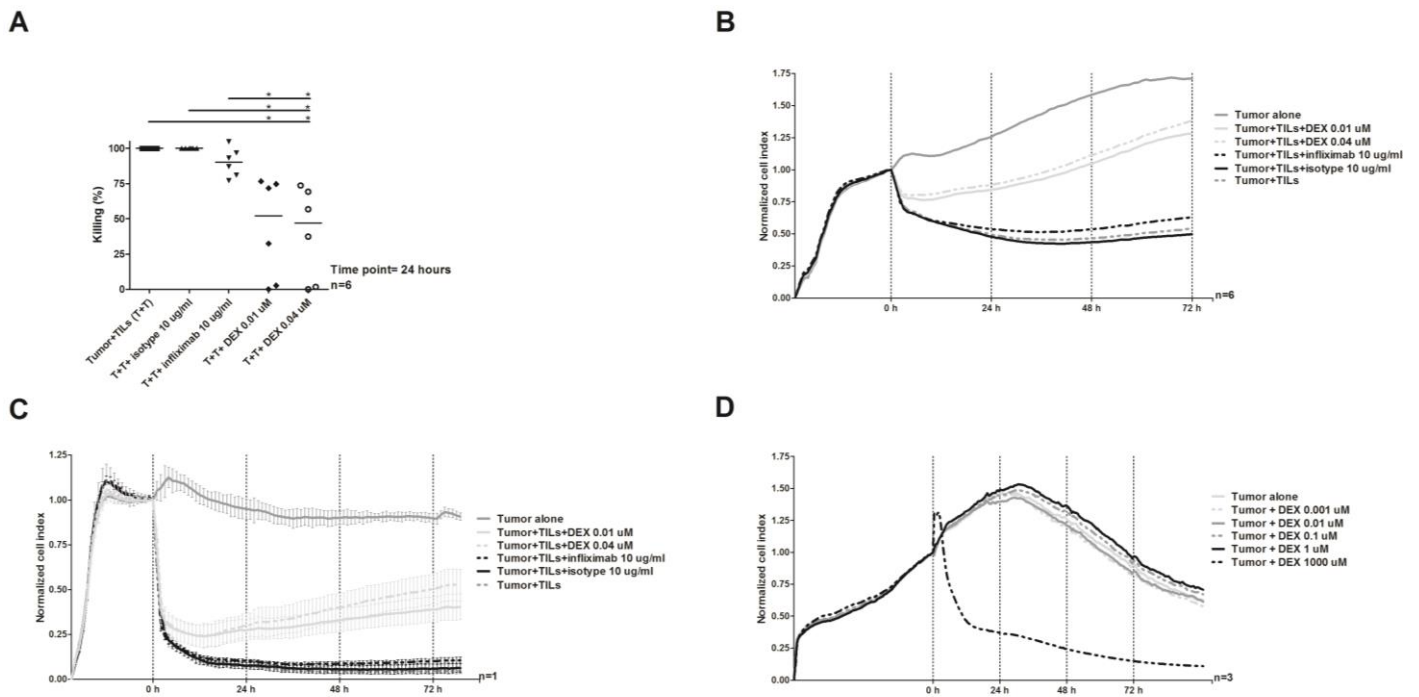 A
* *
* *
* *
100
75
50
25
0
Killing (%)
Tumor+TILs (T+T)
T+T+ isotype 10 ug/ml
T+T+ infliximab 10 ug/ml
T+T+ DEX 0.01 uM
T+T+ DEX 0.04 uM
Time point= 24 hours
n=6
B
1.75
1.50
1.25
1.00
0.75
0.50
0.25
0.00
Normalized cell index
0 h
24 h
48 h
72 h
n=6
Tumor alone
Tumor+TILs+DEX 0.01 uM
Tumor+TILs+DEX 0.04 uM
Tumor+TILs+infliximab 10 ug/ml
Tumor+TILs+isotype 10 ug/ml
Tumor+TILs
C
1.25
1.00
0.75
0.50
0.25
0.00
Normalized cell index
0 h
24 h
48 h
72 h
n=1
Tumor alone
Tumor+TILs+DEX 0.01 uM
Tumor+TILs+DEX 0.04 uM
Tumor+TILs+infliximab 10 ug/ml
Tumor+TILs+isotype 10 ug/ml
Tumor+TILs
D
1.75
1.50
1.25
1.00
0.75
0.50
0.25
0.00
Normalized cell index
0 h
24 h
48 h
72 h
n=3
Tumor alone
Tumor + DEX 0.001 uM
Tumor + DEX 0.01 uM
Tumor + DEX 0.1 uM
Tumor + DEX 1 uM
Tumor + DEX 1000 uM